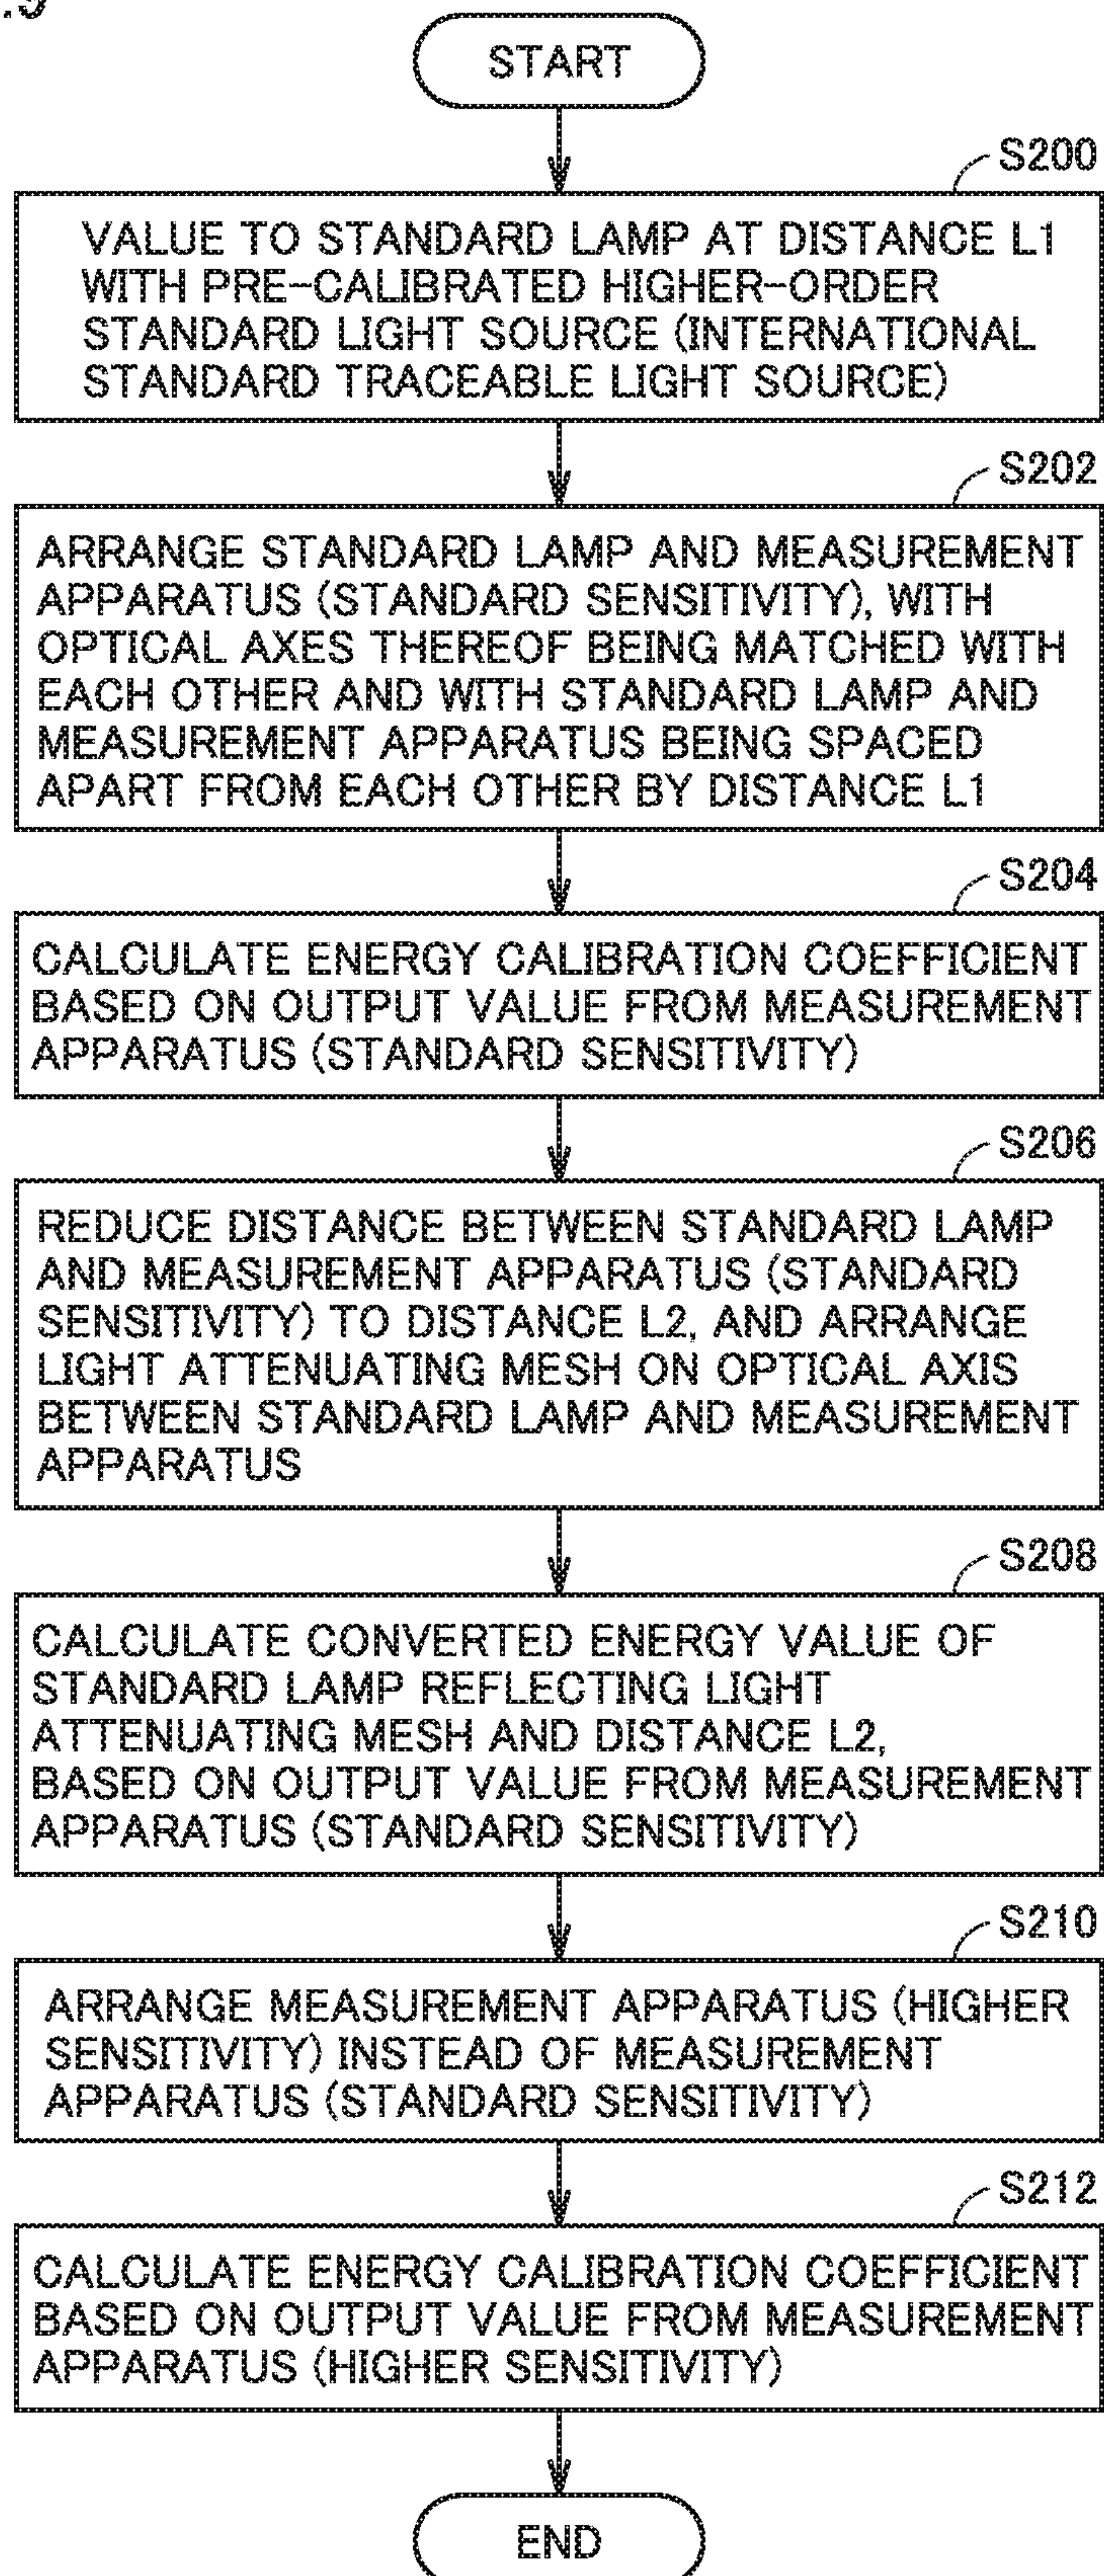 .9
START
S200
VALUE TO STANDARD LAMP AT DISTANCE L1
WITH PRE-CALIBRATED HIGHER-ORDER
STANDARD LIGHT SOURCE (INTERNATIONAL
STANDARD TRACEABLE LIGHT SOURCE)
S202
ARRANGE STANDARD LAMP AND MEASUREMENT
APPARATUS (STANDARD SENSITIVITY), WITH
OPTICAL AXES THEREOF BEING MATCHED WITH
EACH OTHER AND WITH STANDARD LAMP AND
MEASUREMENT APPARATUS BEING SPACED
APART FROM EACH OTHER BY DISTANCE L1
S204
CALCULATE ENERGY CALIBRATION COEFFICIENT
BASED ON OUTPUT VALUE FROM MEASUREMENT
APPARATUS (STANDARD SENSITIVITY)
S206
REDUCE DISTANCE BETWEEN STANDARD LAMP
AND MEASUREMENT APPARATUS (STANDARD
SENSITIVITY) TO DISTANCE L2, AND ARRANGE
LIGHT ATTENUATING MESH ON OPTICAL AXIS
BETWEEN STANDARD LAMP AND MEASUREMENT
APPARATUS
S208
CALCULATE CONVERTED ENERGY VALUE OF
STANDARD LAMP REFLECTING LIGHT
ATTENUATING MESH AND DISTANCE L2,
BASED ON OUTPUT VALUE FROM MEASUREMENT
APPARATUS (STANDARD SENSITIVITY)
S210
ARRANGE MEASUREMENT APPARATUS (HIGHER
SENSITIVITY) INSTEAD OF MEASUREMENT
APPARATUS (STANDARD SENSITIVITY)
S212
CALCULATE ENERGY CALIBRATION COEFFICIENT
BASED ON OUTPUT VALUE FROM MEASUREMENT
APPARATUS (HIGHER SENSITIVITY)
END